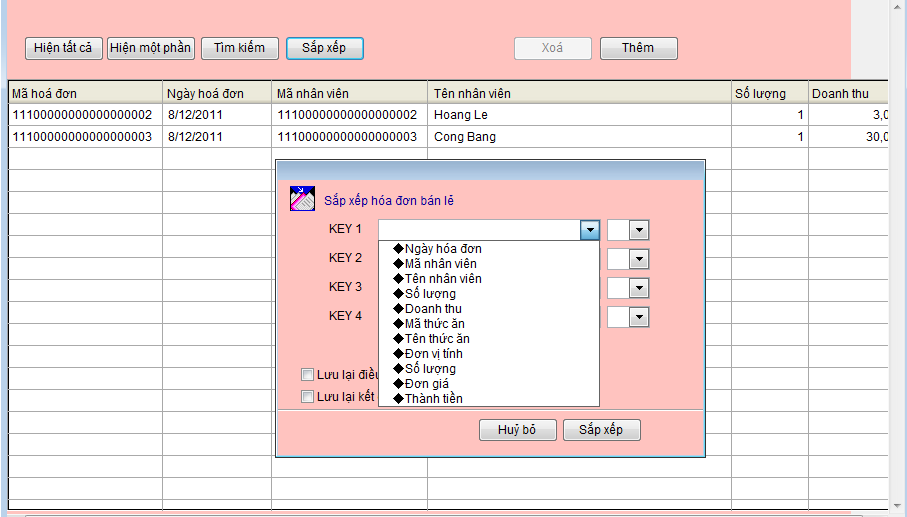 Hiện tất cả Hiện một phần Tìm kiếm Sắp xếp Xoá Thêm
Mã hoá đơn Ngày hoá đơn Mã nhân viên Tên nhân viên Số lượng Doanh thu
11100000000000000002 8/12/2011 11100000000000000002 Hoang Le 1 3,0
11100000000000000003 8/12/2011 11100000000000000003 Cong Bang 1 30,0
Sắp xếp hóa đơn bán lẻ
KEY 1
KEY 2
KEY 3
KEY 4
◆Ngày hóa đơn
◆Mã nhân viên
◆Tên nhân viên
◆Số lượng
◆Doanh thu
◆Mã thức ăn
◆Tên thức ăn
◆Đơn vị tính
◆Số lượng
◆Đơn giá
◆Thành tiền
Lưu lại điều
Lưu lại kết
Huỷ bỏ Sắp xếp